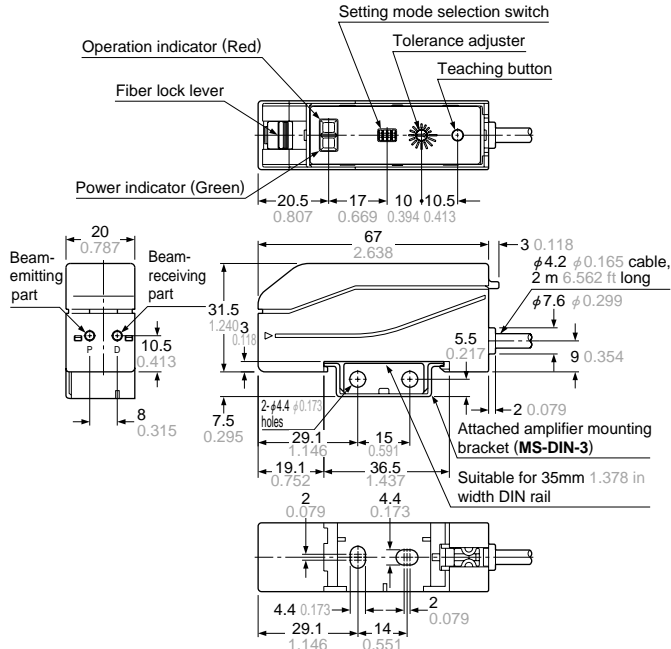 Setting mode selection switch
Operation indicator (Red)
Tolerance adjuster
Teaching button
Fiber lock lever
Power indicator (Green)
20.5
0.807
17
0.669
10
0.394
10.5
0.413
20
0.787
67
2.638
3 0.118
Beam-
emitting
part
Beam-
receiving
part
φ4.2 φ0.165 cable,
2 m 6.562 ft long
φ7.6 φ0.299
31.5
1.240
3
0.118
P
D
10.5
0.413
5.5
0.217
9 0.354
8
0.315
7.5
0.295
2-φ4.4 φ0.173
holes
2 0.079
29.1
1.146
15
0.591
Attached amplifier mounting
bracket (MS-DIN-3)
19.1
0.752
36.5
1.437
Suitable for 35mm 1.378 in
width DIN rail
2
0.079
4.4
0.173
4.4 0.173
2
0.079
29.1
1.146
14
0.551